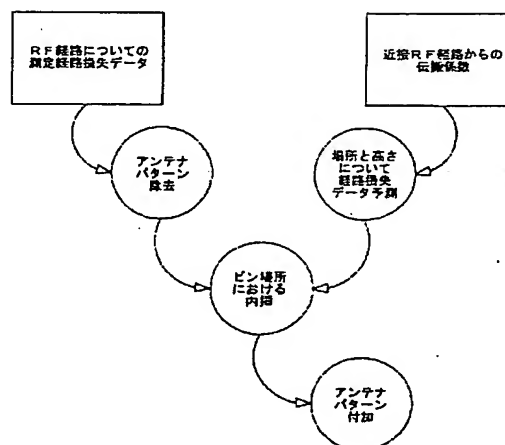 RF経路についての
測定経路損失データ
近接RF経路からの
伝搬係数
アンテナ
パターン
除去
場所と高さ
について
経路損失
データ予測
ビン場所
における
内挿
アンテナ
パターン
付加